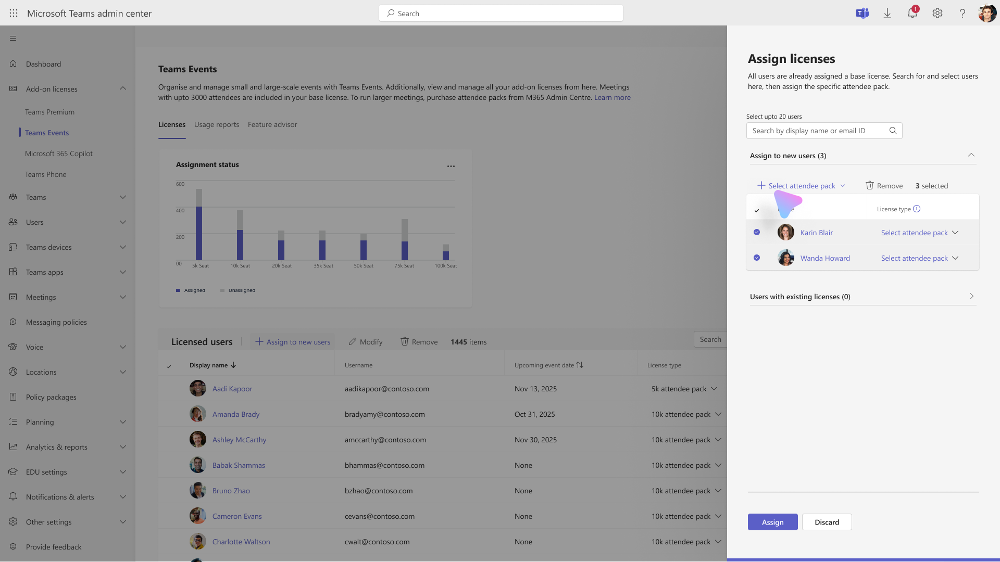 Microsoft Teams admin center
Search
1
Dashboard
Add-on licenses
Teams Premium
Teams Events
Microsoft 365 Copilot
Teams Phone
Teams
Users
Teams devices
Teams apps
Meetings
Messaging policies
Voice
Locations
Policy packages
Planning
Analytics & reports
EDU settings
Notifications & alerts
Other settings
Provide feedback
Teams Events
Organise and manage small and large-scale events with Teams Events. Additionally, view and manage all your add-on licenses from here. Meetings
with upto 3000 attendees are included in your base license. To run larger meetings, purchase attendee packs from M365 Admin Centre. Learn more
Licenses Usage reports Feature advisor
Assignment status
600
400
200
00
5k Seat 10k Seat 20k Seat 35k Seat 50k Seat 75k Seat 100k Seat
Assigned Unassigned
Licensed users Assign to new users Modify Remove 1445 items Search
Display name Username Upcoming event date License type
Aadi Kapoor aadikapoor@contoso.com Nov 13, 2025 5k attendee pack
Amanda Brady bradyamy@contoso.com Oct 31, 2025 10k attendee pack
Ashley McCarthy amccarthy@contoso.com Nov 30, 2025 10k attendee pack
Babak Shammas bhammas@contoso.com None 10k attendee pack
Bruno Zhao bzhao@contoso.com None 10k attendee pack
Cameron Evans cevans@contoso.com None 10k attendee pack
Charlotte Waltson cwalt@contoso.com None 10k attendee pack
Assign licenses
All users are already assigned a base license. Search for and select users
here, then assign the specific attendee pack.
Select upto 20 users
Search by display name or email ID
Assign to new users (3)
Select attendee pack Remove 3 selected
License type
Karin Blair Select attendee pack
Wanda Howard Select attendee pack
Users with existing licenses (0)
Assign Discard